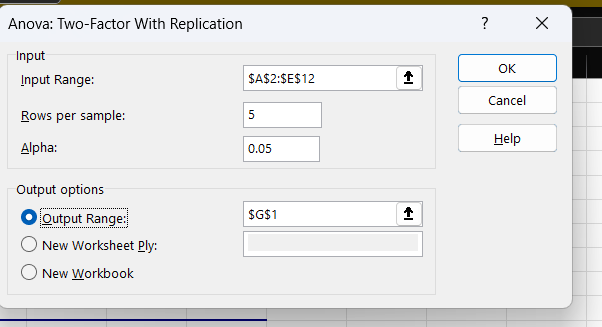 Anova: Two-Factor With Replication ?
Input
Input Range: $A$2:$E$12
Rows per sample: 5
Alpha: 0.05
OK
Cancel
Help
Output options
Output Range: $G$1
New Worksheet Ply:
New Workbook